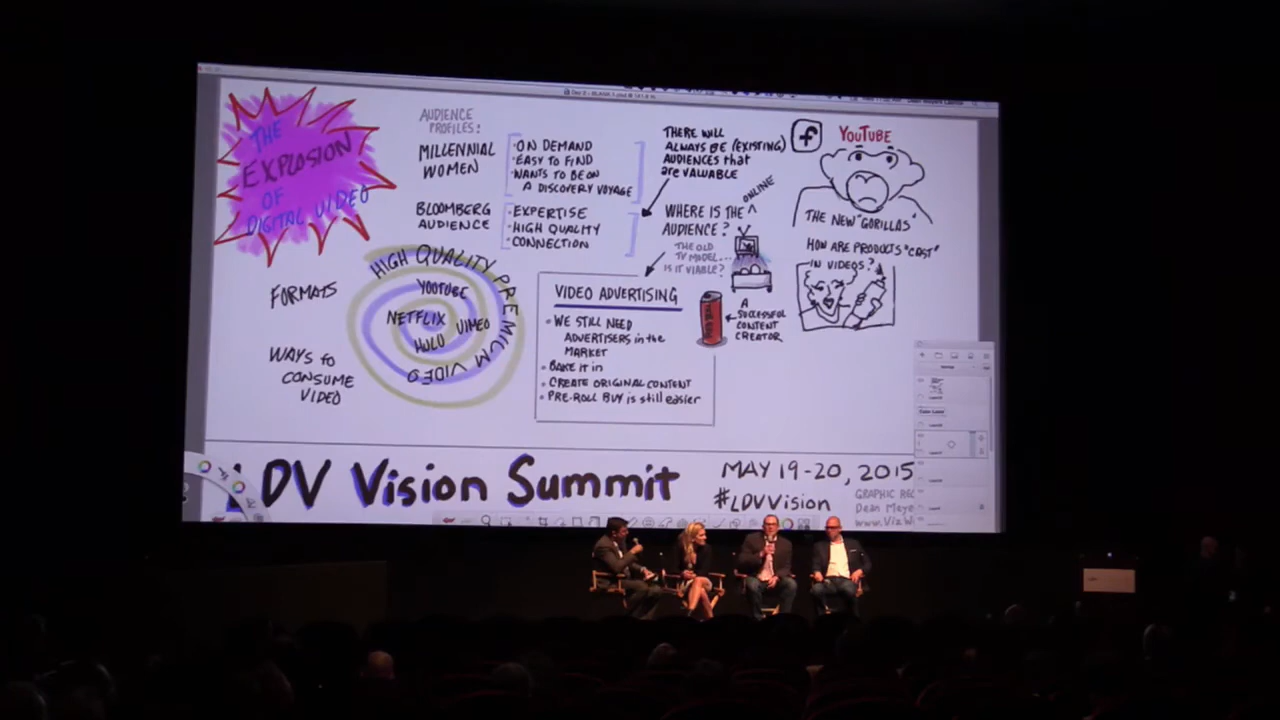 THE
EXPLOSION
OF
DIGITAL VIDEO
AUDIENCE
PROFILES:
MILLENNIAL
WOMEN
• ON DEMAND
• EASY TO FIND
• WANTS TO BE ON
A DISCOVERY VOYAGE
BLOOMBERG
AUDIENCE
• EXPERTISE
• HIGH QUALITY
• CONNECTION
THERE WILL
ALWAYS BE (EXISTING)
AUDIENCES that
are VALUABLE
WHERE IS THE ^ ONLINE
AUDIENCE?
THE OLD
TV MODEL...
IS IT VIABLE?
f
YOUTUBE
THE NEW "GORILLAS"
HOW ARE PRODUCTS "CAST"
IN VIDEOS?
FORMATS
WAYS to
CONSUME
VIDEO
HIGH QUALITY PREMIUM VIDEO
YOUTUBE
NETFLIX
VIMEO
HULU
VIDEO ADVERTISING
• WE STILL NEED
ADVERTISERS in the
MARKET
• BAKE IT in
• CREATE ORIGINAL CONTENT
• PRE-ROLL BUY is still easier
A
SUCCESSFUL
CONTENT
CREATOR
LDV Vision Summit
MAY 19-20, 2015
#LDVVision
GRAPHIC REC
Dean Meye
www.VizWi